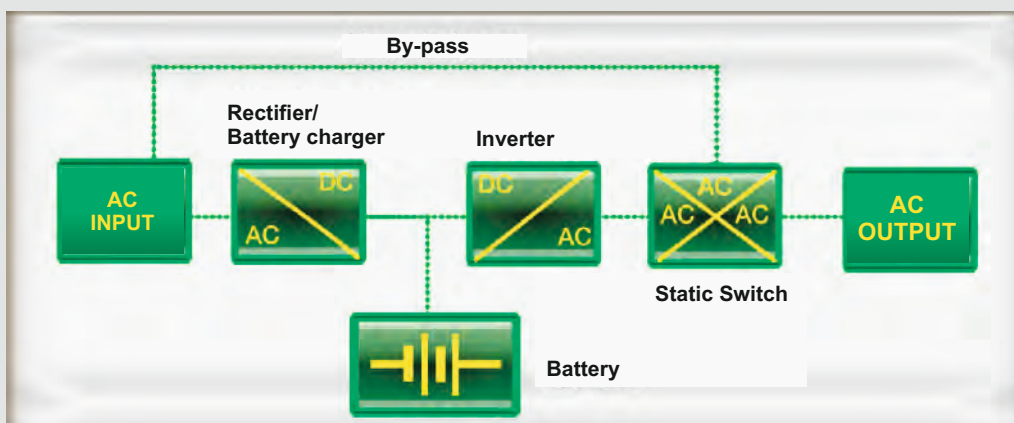 By-pass
Rectifier/
Battery charger
Inverter
AC
INPUT
DC
AC
DC
AC
AC
AC
AC
AC
OUTPUT
Static Switch
Battery